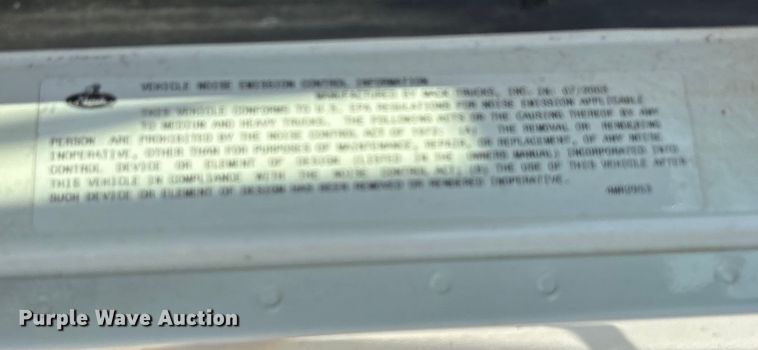 VEHICLE NOISE EMISSION CONTROL INFORMATION
MANUFACTURED BY MACK TRUCKS, INC. IN: 07/2003
THIS VEHICLE CONFORMS TO U.S. EPA REGULATIONS FOR NOISE EMISSION APPLICABLE
TO MEDIUM AND HEAVY TRUCKS. THE FOLLOWING ACTS OR THE CAUSING THEREOF BY ANY
PERSON ARE PROHIBITED BY THE NOISE CONTROL ACT OF 1972: (A) THE REMOVAL OR RENDERING
INOPERATIVE, OTHER THAN FOR PURPOSES OF MAINTENANCE, REPAIR, OR REPLACEMENT, OF ANY NOISE
CONTROL DEVICE OR ELEMENT OF DESIGN (LISTED IN THE OWNERS MANUAL) INCORPORATED INTO
THIS VEHICLE IN COMPLIANCE WITH THE NOISE CONTROL ACT, (B) THE USE OF THIS VEHICLE AFTER
SUCH DEVICE OR ELEMENT OF DESIGN HAS BEEN REMOVED OR RENDERED INOPERATIVE.
Purple Wave Auction